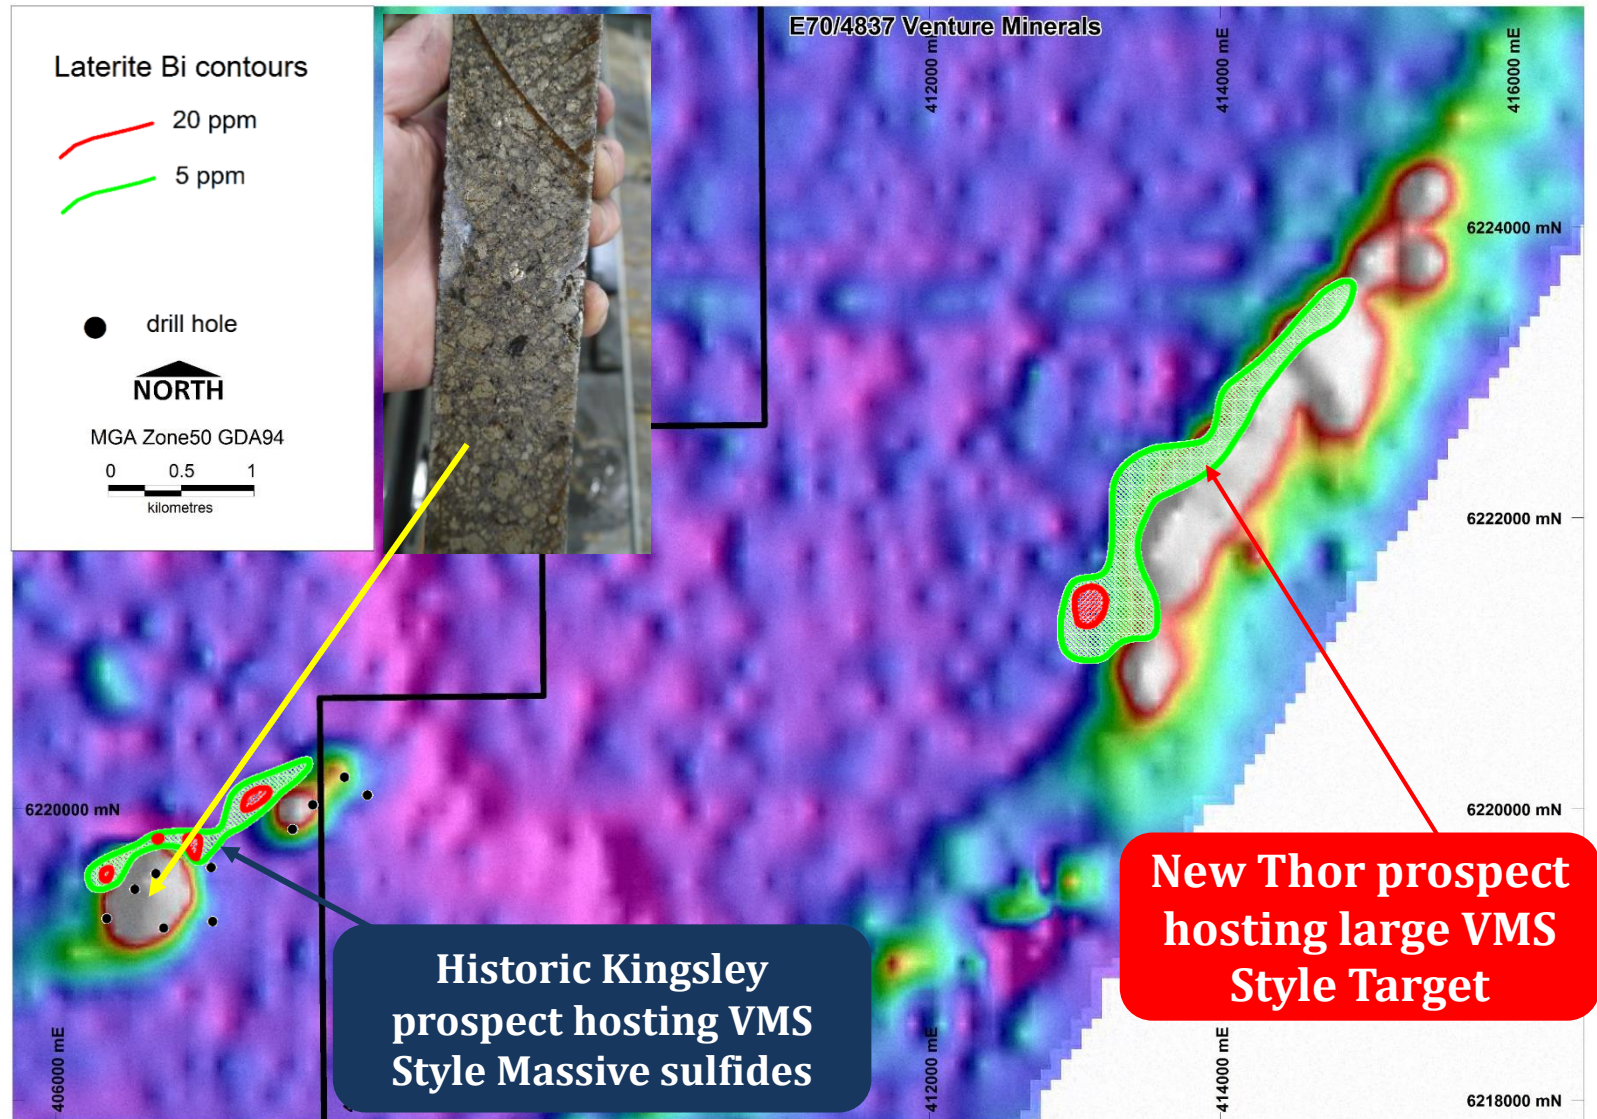 E70/4837 Venture Minerals
Laterite Bi contours
20 ppm
5 ppm
drill hole
NORTH
MGA Zone50 GDA94
0 0.5 1
kilometres
412000 mE
414000 mE
416000 mE
6224000 mN
6222000 mN
6220000 mN
6220000 mN
New Thor prospect
hosting large VMS
Style Target
Historic Kingsley
prospect hosting VMS
Style Massive sulfides
406000 mE
412000 mE
414000 mE
6218000 mN